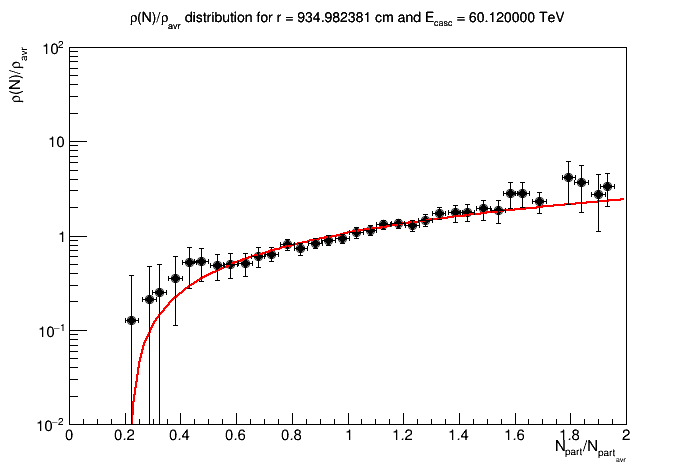 ρ(N)/ρavr distribution for r = 934.982381 cm and Ecasc = 60.120000 TeV
ρ(N)/ρavr
10²
10
1
10⁻¹
10⁻²
0 0.2 0.4 0.6 0.8 1 1.2 1.4 1.6 1.8 2
Npart/Npartavr